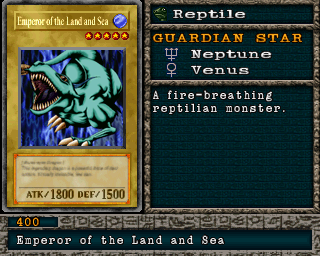 Emperor of the Land and Sea
ATK/1800 DEF/1500
Reptile
GUARDIAN STAR
Neptune
Venus
A fire-breathing
reptilian monster.
400
Emperor of the Land and Sea